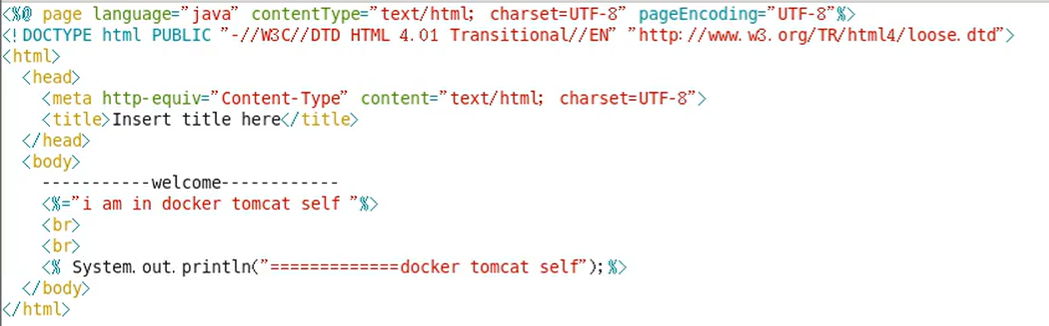 <%@ page language="java" contentType="text/html; charset=UTF-8" pageEncoding="UTF-8"%>
<!DOCTYPE html PUBLIC "-//W3C//DTD HTML 4.01 Transitional//EN" "http://www.w3.org/TR/html4/loose.dtd">
<html>
  <head>
    <meta http-equiv="Content-Type" content="text/html; charset=UTF-8">
    <title>Insert title here</title>
  </head>
  <body>
    -----------welcome------------
    <%="i am in docker tomcat self "%>
    <br>
    <br>
    <% System.out.println("=============docker tomcat self");%>
  </body>
</html>